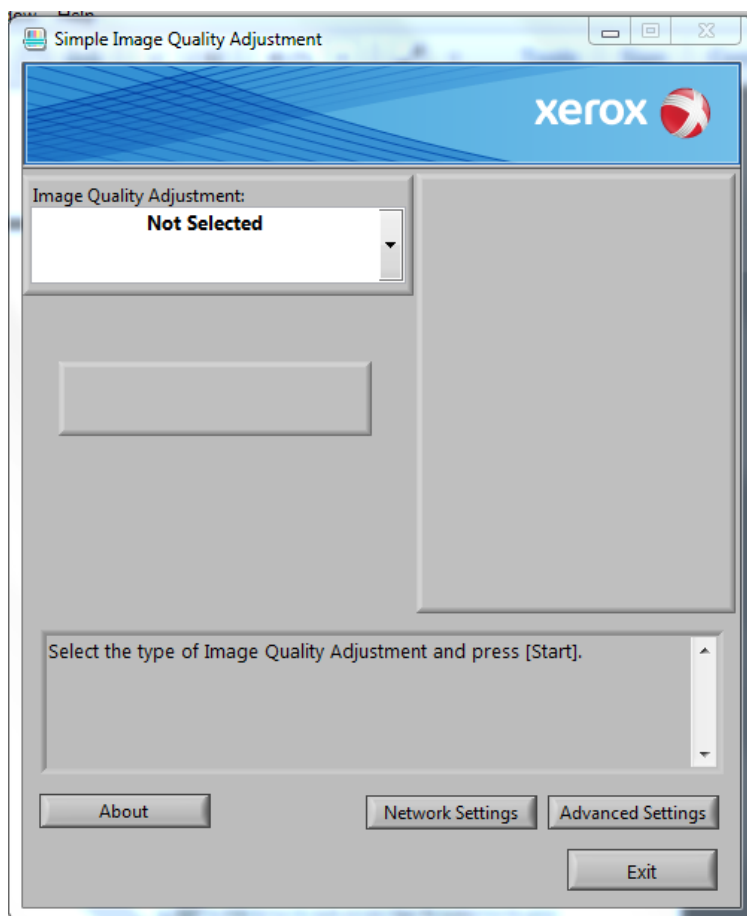 Help
Simple Image Quality Adjustment
xerox
Image Quality Adjustment:
Not Selected
Select the type of Image Quality Adjustment and press [Start].
About
Network Settings
Advanced Settings
Exit